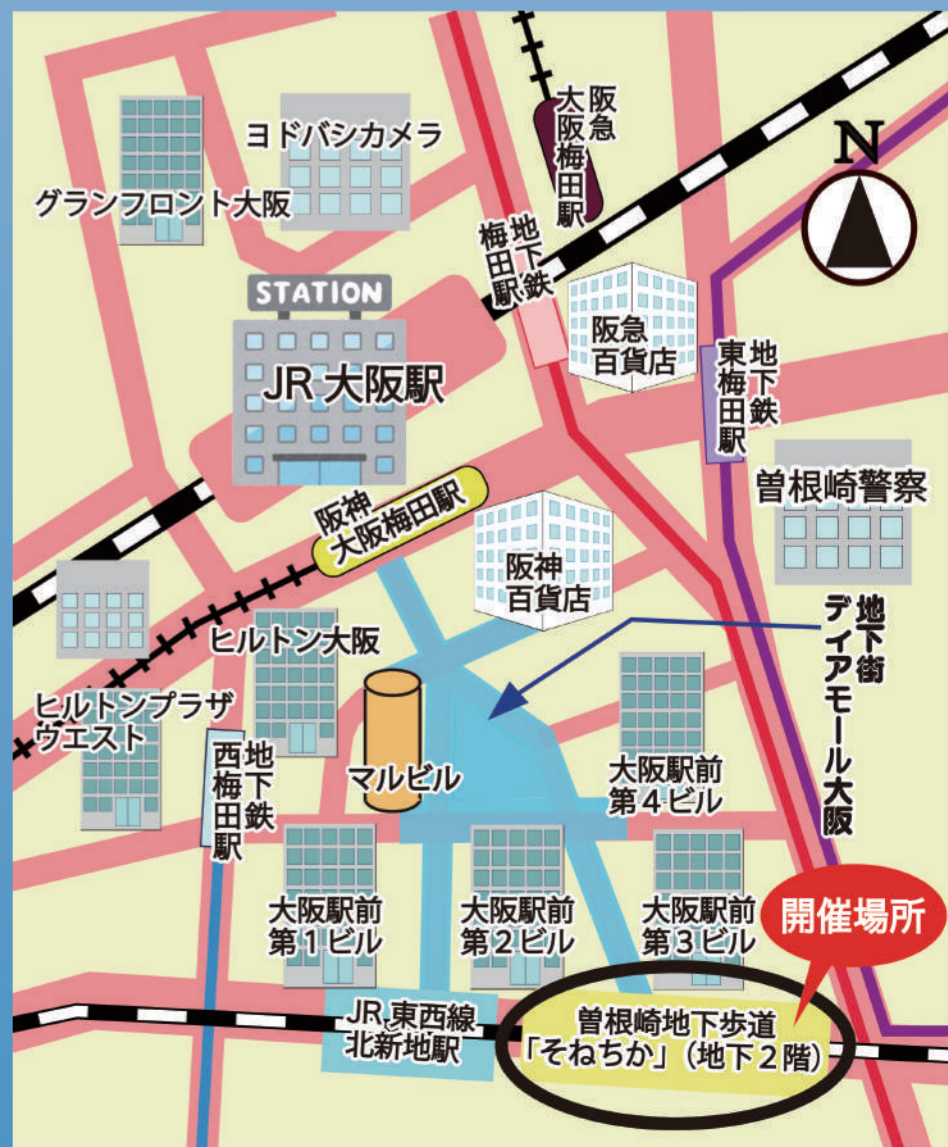 阪急
大阪梅田駅
ヨドバシカメラ
N
グランフロント大阪
地下鉄
梅田駅
STATION
阪急
百貨店
JR 大阪駅
地下鉄
東梅田駅
曽根崎警察
阪神
大阪梅田駅
阪神
百貨店
地下街
ディアモール大阪
ヒルトン大阪
ヒルトンプラザ
ウエスト
地下鉄
西梅田駅
マルビル
大阪駅前
第4ビル
大阪駅前
第1ビル
大阪駅前
第2ビル
大阪駅前
第3ビル
開催場所
JR 東西線
北新地駅
曽根崎地下歩道
「そねちか」(地下2階)